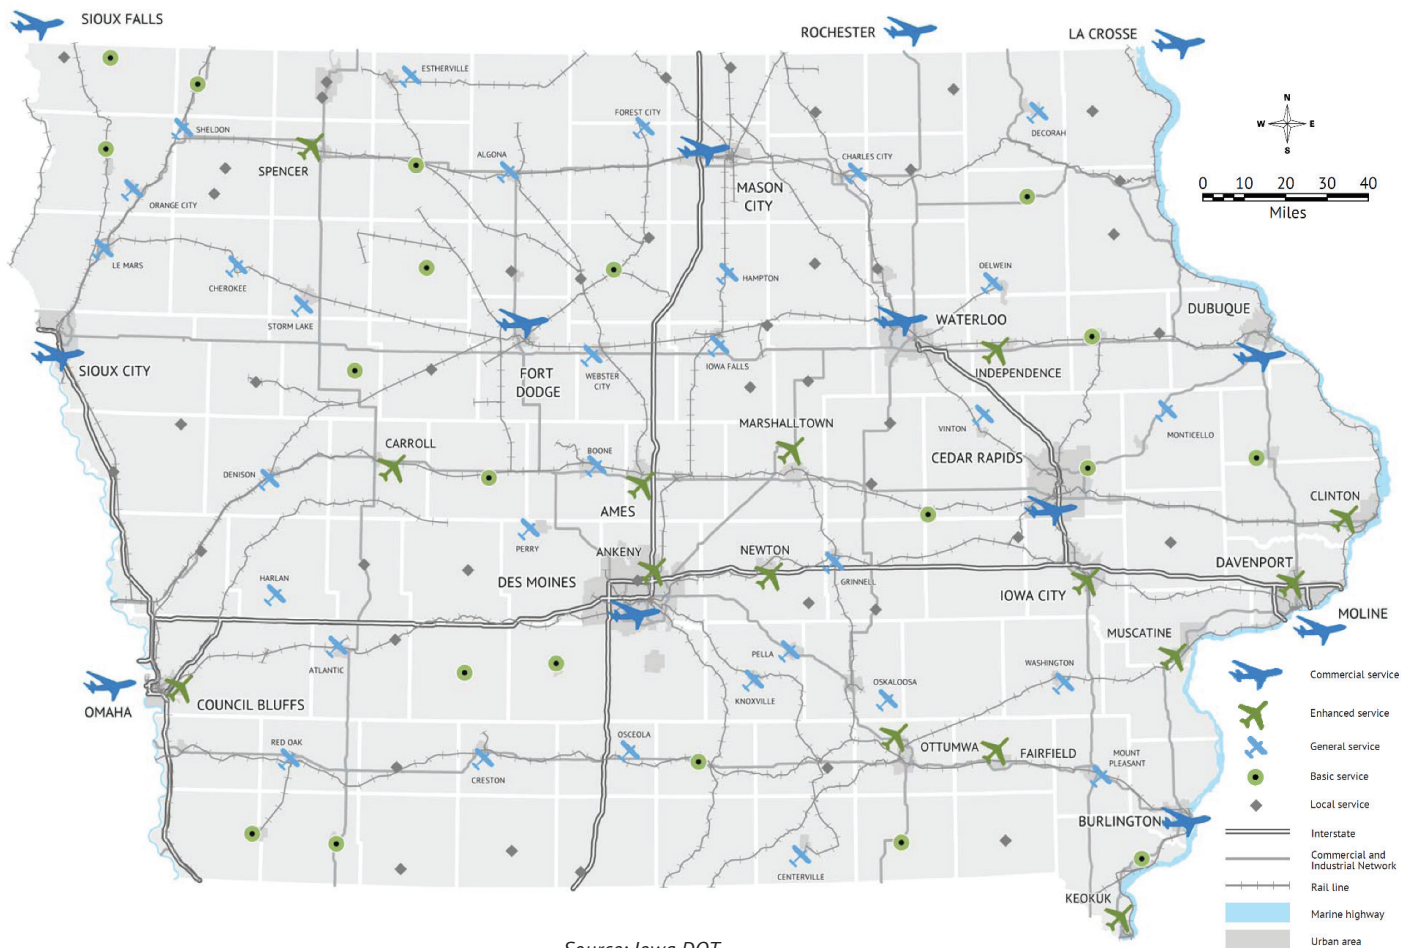 SIOUX FALLS
ROCHESTER
LA CROSSE
ESTHERVILLE
N
W E
S
FOREST CITY
SHELDON
DECORAH
SPENCER
ALGONA
CHARLES CITY
0 10 20 30 40
Miles
MASON
CITY
ORANGE CITY
LE MARS
CHEROKEE
HAMPTON
OELWEIN
STORM LAKE
DUBUQUE
WATERLOO
SIOUX CITY
FORT
DODGE
WEBSTER
CITY
IOWA FALLS
INDEPENDENCE
MARSHALLTOWN
VINTON
MONTICELLO
CARROLL
BOONE
CEDAR RAPIDS
DENISON
CLINTON
AMES
PERRY
ANKENY
NEWTON
DAVENPORT
DES MOINES
HARLAN
GRINNELL
IOWA CITY
MOLINE
MUSCATINE
ATLANTIC
PELLA
WASHINGTON
OSKALOOSA
KNOXVILLE
OMAHA
COUNCIL BLUFFS
RED OAK
OSCEOLA
CRESTON
OTTUMWA
FAIRFIELD
MOUNT
PLEASANT
BURLINGTON
CENTERVILLE
KEOKUK
Commercial service
Enhanced service
General service
Basic service
Local service
Interstate
Commercial and
Industrial Network
Rail line
Marine highway
Urban area
Source: Iowa DOT